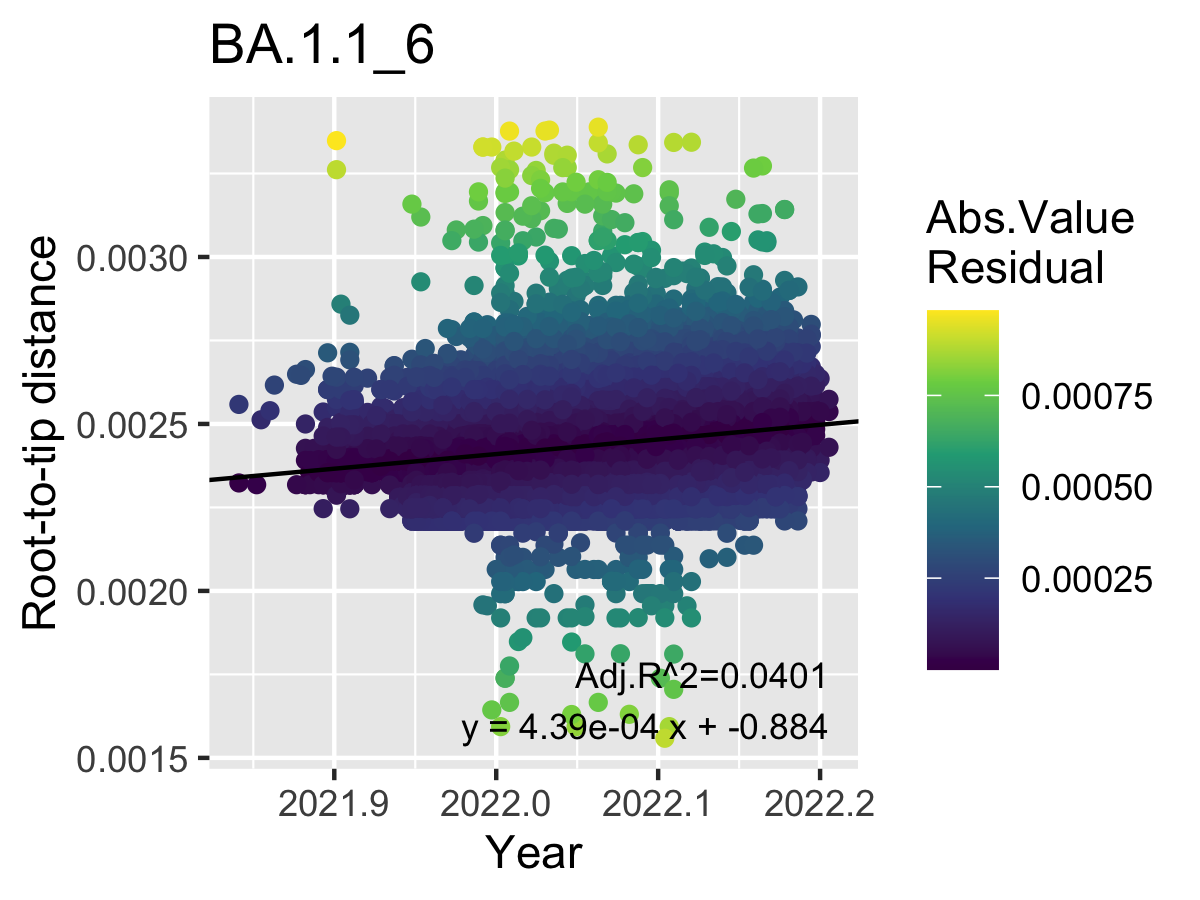 BA.1.1_6
Root-to-tip distance
0.0030
0.0025
0.0020
0.0015
Adj.R^2=0.0401
y = 4.39e-04 x + -0.884
2021.9
2022.0
2022.1
2022.2
Year
Abs.Value
Residual
0.00075
0.00050
0.00025